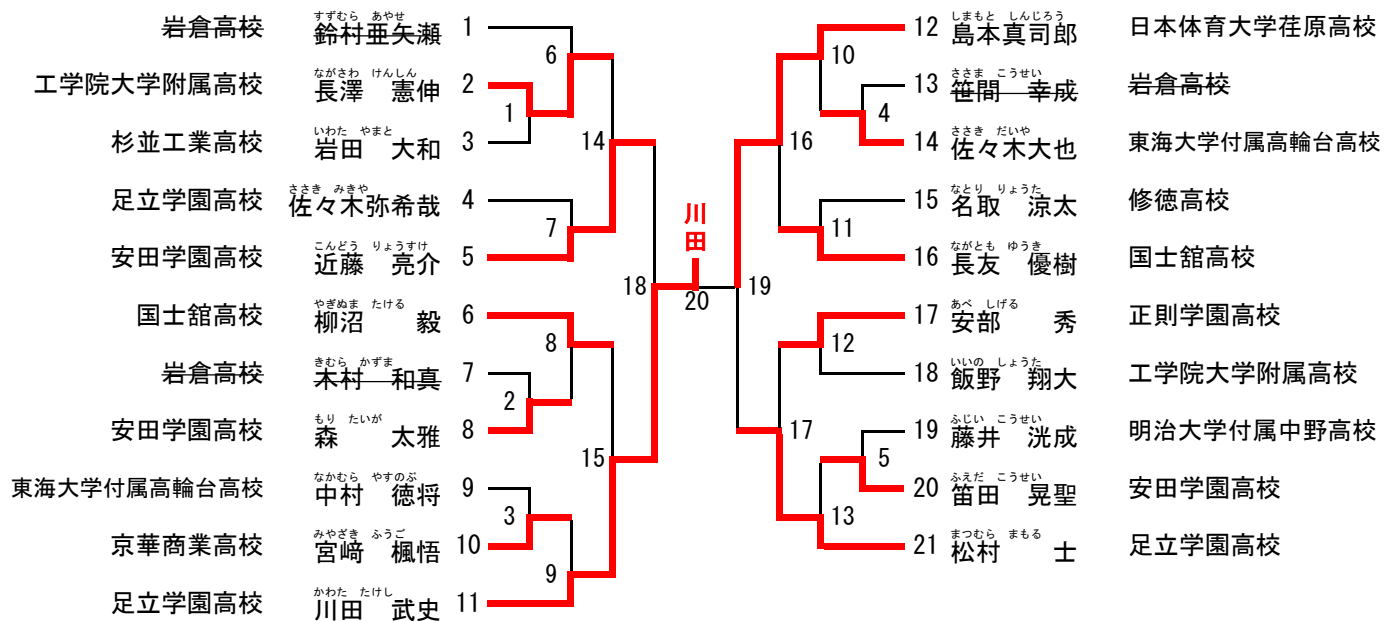 すずむら あやせ
岩倉高校 鈴村亜矢瀬 1
ながさわ けんしん
工学院大学附属高校 長澤 憲伸 2
いわた やまと
杉並工業高校 岩田 大和 3
ささき みきや
足立学園高校 佐々木弥希哉 4
こんどう りょうすけ
安田学園高校 近藤 亮介 5
やぎぬま たける
国士舘高校 柳沼 毅 6
きむら かずま
岩倉高校 木村 和真 7
もり たいが
安田学園高校 森 太雅 8
なかむら やすのぶ
東海大学付属高輪台高校 中村 徳将 9
みやざき ふうご
京華商業高校 宮﨑 楓悟 10
かわた たけし
足立学園高校 川田 武史 11
6
1
14
7
18
8
2
15
3
9
川田
20
10
4
16
11
19
12
17
5
13
しまもと しんじろう
12 島本真司郎 日本体育大学荏原高校
ささま こうせい
13 笹間 幸成 岩倉高校
ささき だいや
14 佐々木大也 東海大学付属高輪台高校
なとり りょうた
15 名取 涼太 修徳高校
ながとも ゆうき
16 長友 優樹 国士舘高校
あべ しげる
17 安部 秀 正則学園高校
いいの しょうた
18 飯野 翔大 工学院大学附属高校
ふじい こうせい
19 藤井 洸成 明治大学付属中野高校
ふえだ こうせい
20 笛田 晃聖 安田学園高校
まつむら まもる
21 松村 士 足立学園高校